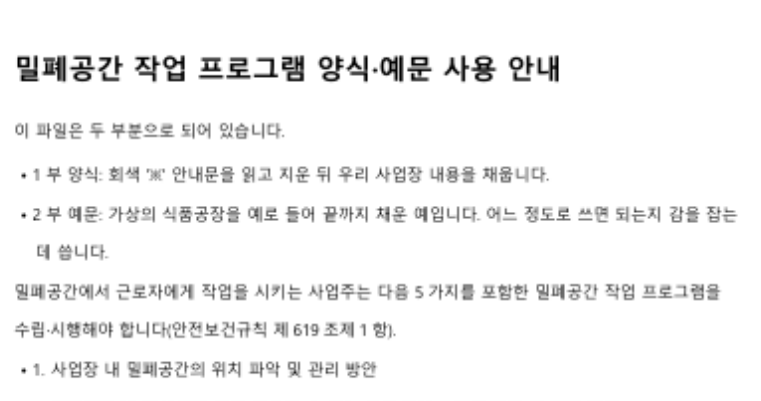 밀폐공간 작업 프로그램 양식·예문 사용 안내
이 파일은 두 부분으로 되어 있습니다.
• 1 부 양식: 회색 '※' 안내문을 읽고 지운 뒤 우리 사업장 내용을 채웁니다.
• 2 부 예문: 가상의 식품공장을 예로 들어 끝까지 채운 예입니다. 어느 정도로 쓰면 되는지 감을 잡는
데 씁니다.
밀폐공간에서 근로자에게 작업을 시키는 사업주는 다음 5 가지를 포함한 밀폐공간 작업 프로그램을
수립·시행해야 합니다(안전보건규칙 제 619 조제 1 항).
• 1. 사업장 내 밀폐공간의 위치 파악 및 관리 방안